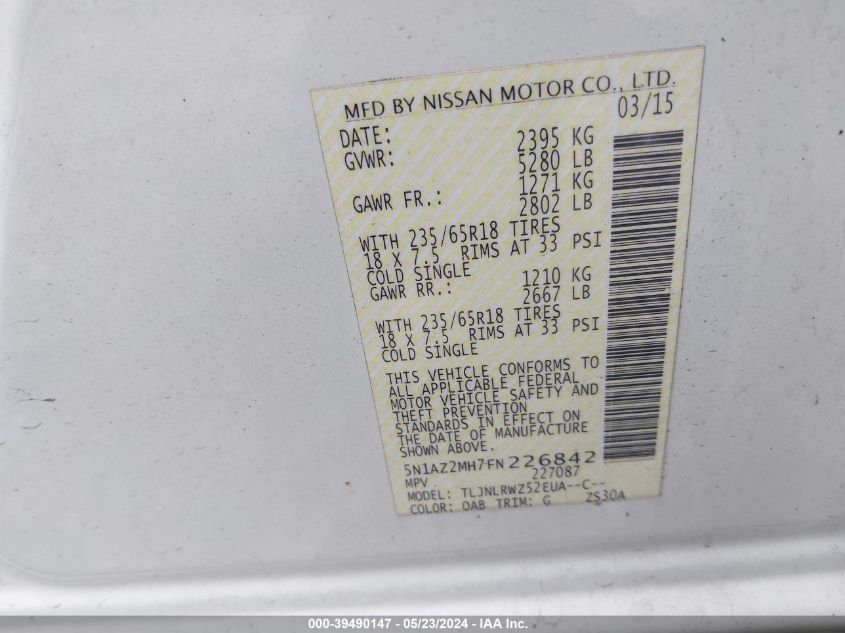 MFD BY NISSAN MOTOR CO., LTD.
DATE: 03/15
GVWR: 2395 KG
5280 LB
GAWR FR.: 1271 KG
2802 LB
WITH 235/65R18 TIRES
18 X 7.5 RIMS AT 33 PSI
COLD SINGLE
GAWR RR.: 1210 KG
2667 LB
WITH 235/65R18 TIRES
18 X 7.5 RIMS AT 33 PSI
COLD SINGLE
THIS VEHICLE CONFORMS TO
ALL APPLICABLE FEDERAL
MOTOR VEHICLE SAFETY AND
THEFT PREVENTION
STANDARDS IN EFFECT ON
THE DATE OF MANUFACTURE
SHOWN ABOVE.
5N1AZ2MH7FN226842
MPV 227087
MODEL: TLJNLRWZ52EUA--C--
COLOR: QAB TRIM: G ZS30A
000-39490147 - 05/23/2024 - IAA Inc.